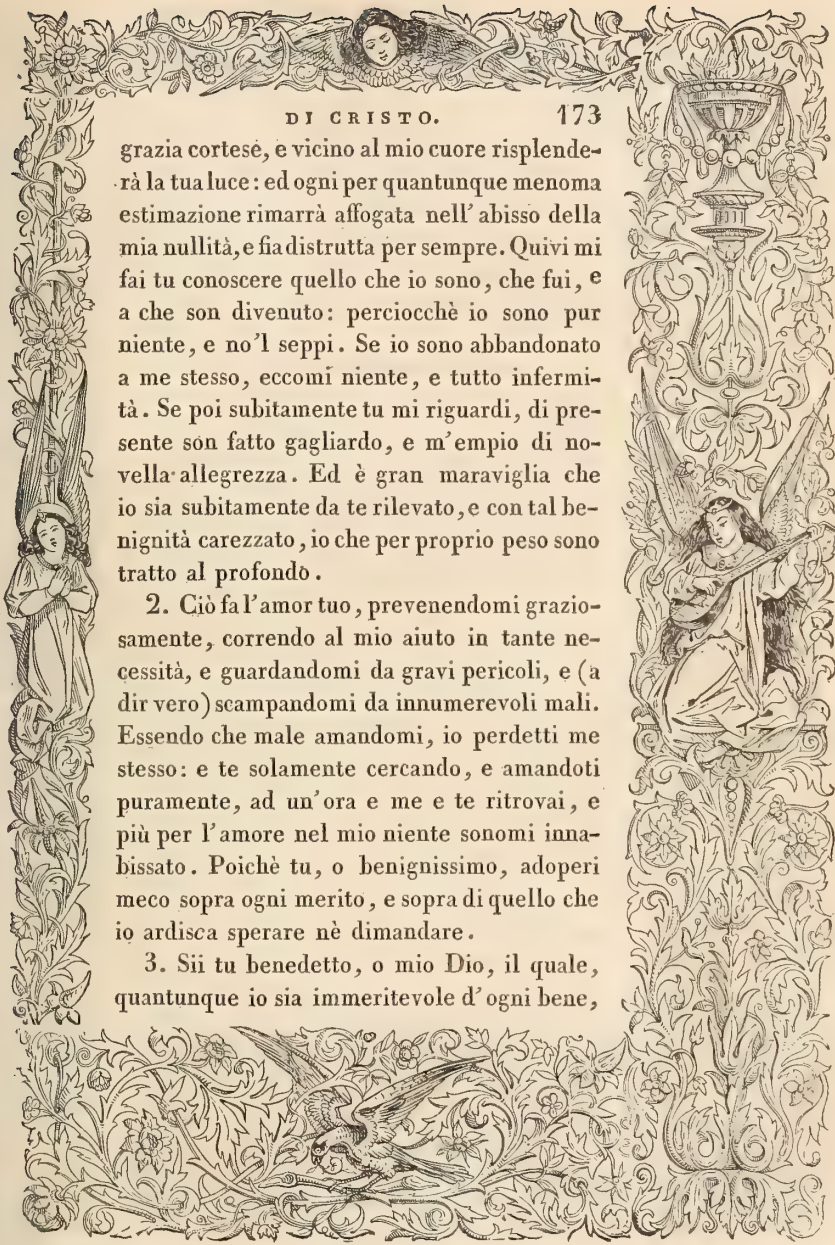 DI CRISTO. 173
grazia cortese, e vicino al mio cuore risplende-
rà la tua luce: ed ogni per quantunque menoma
estimazione rimarrà affogata nell' abisso della
mia nullità, e fia distrutta per sempre. Quivi mi
fai tu conoscere quello che io sono, che fui, e
a che son divenuto: perciocchè io sono pur
niente, e no'l seppi. Se io sono abbandonato
a me stesso, eccomi niente, e tutto infermi-
tà. Se poi subitamente tu mi riguardi, di pre-
sente son fatto gagliardo, e m'empio di no-
vella allegrezza. Ed è gran maraviglia che
io sia subitamente da te rilevato, e con tal be-
nignità carezzato, io che per proprio peso sono
tratto al profondo.
2. Ciò fa l'amor tuo, prevenendomi grazio-
samente, correndo al mio aiuto in tante ne-
cessità, e guardandomi da gravi pericoli, e (a
dir vero) scampandomi da innumerevoli mali.
Essendo che male amandomi, io perdetti me
stesso: e te solamente cercando, e amandoti
puramente, ad un'ora e me e te ritrovai, e
più per l'amore nel mio niente sonomi inna-
bissato. Poichè tu, o benignissimo, adoperi
meco sopra ogni merito, e sopra di quello che
io ardisca sperare nè dimandare.
3. Sii tu benedetto, o mio Dio, il quale,
quantunque io sia immeritevole d'ogni bene,